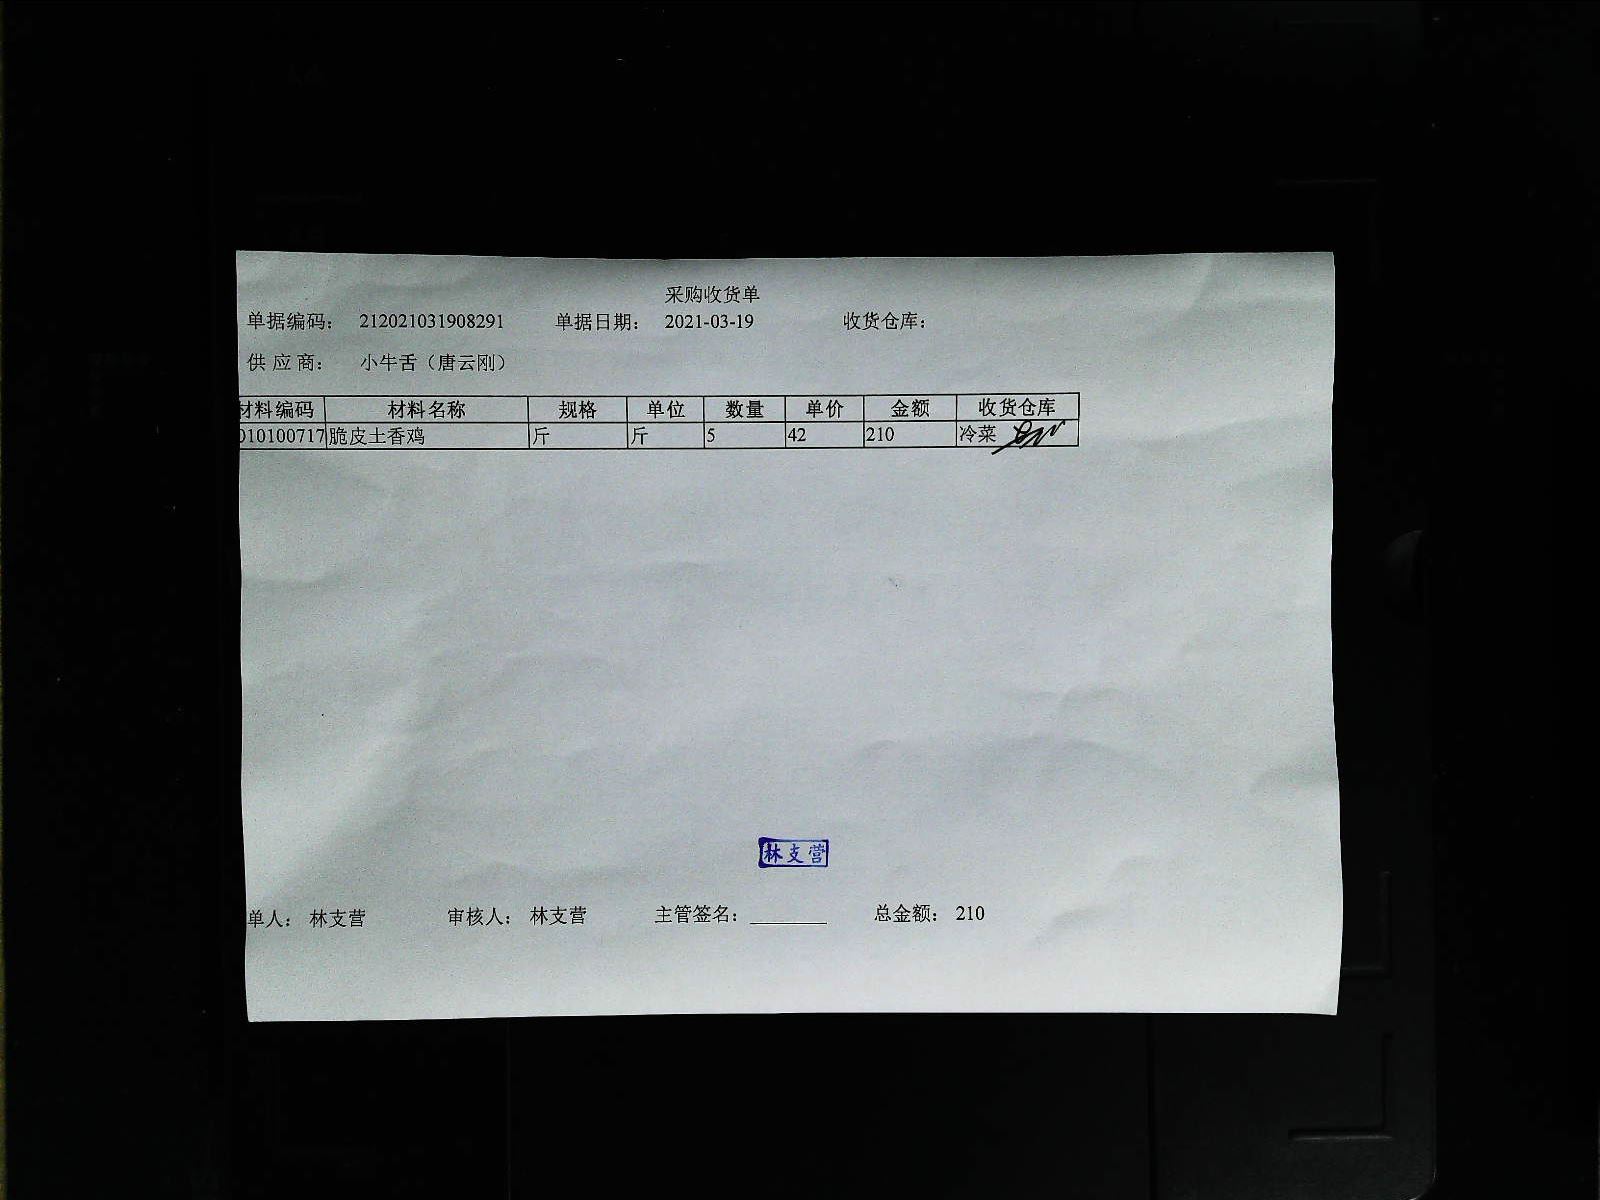 采购收货单
单据编码： 212021031908291 单据日期： 2021-03-19 收货仓库：
供 应 商： 小牛舌（唐云刚）
材料编码 材料名称 规格 单位 数量 单价 金额 收货仓库
010100717 脆皮土香鸡 斤 斤 5 42 210 冷菜
林支营
单人： 林支营 审核人： 林支营 主管签名： ________ 总金额： 210